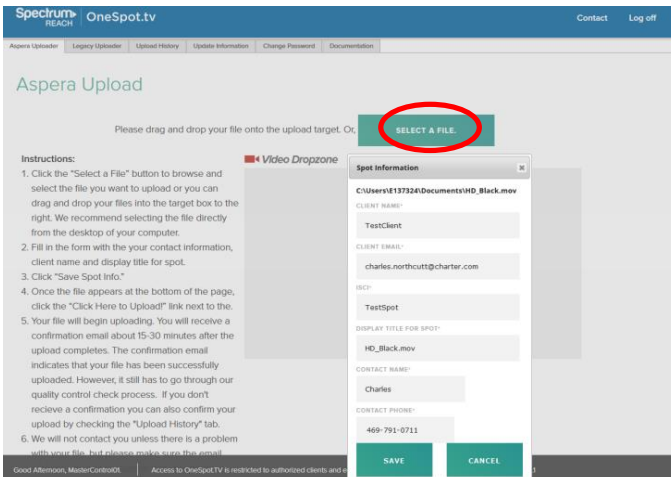 Spectrum REACH OneSpot.tv Contact Log off
Aspera Uploader Legacy Uploader Upload History Update Information Change Password Documentation
Aspera Upload
Please drag and drop your file onto the upload target. Or, SELECT A FILE.
Instructions:
1. Click the "Select a File" button to browse and
select the file you want to upload or you can
drag and drop your files into the target box to the
right. We recommend selecting the file directly
from the desktop of your computer.
2. Fill in the form with the your contact information,
client name and display title for spot.
3. Click "Save Spot Info."
4. Once the file appears at the bottom of the page,
click the "Click Here to Upload!" link next to the.
5. Your file will begin uploading. You will receive a
confirmation email about 15-30 minutes after the
upload completes. The confirmation email
indicates that your file has been successfully
uploaded. However, it still has to go through our
quality control check process. If you don't
recieve a confirmation you can also confirm your
upload by checking the "Upload History" tab.
6. We will not contact you unless there is a problem
with your file, but please make sure the email
Video Dropzone
Spot Information
C:\Users\E137324\Documents\HD_Black.mov
CLIENT NAME*
TestClient
CLIENT EMAIL*
charles.northcutt@charter.com
ISCI*
TestSpot
DISPLAY TITLE FOR SPOT*
HD_Black.mov
CONTACT NAME*
Charles
CONTACT PHONE*
469-791-0711
SAVE CANCEL
Good Afternoon, MasterControl01. Access to OneSpotTV is restricted to authorized clients and